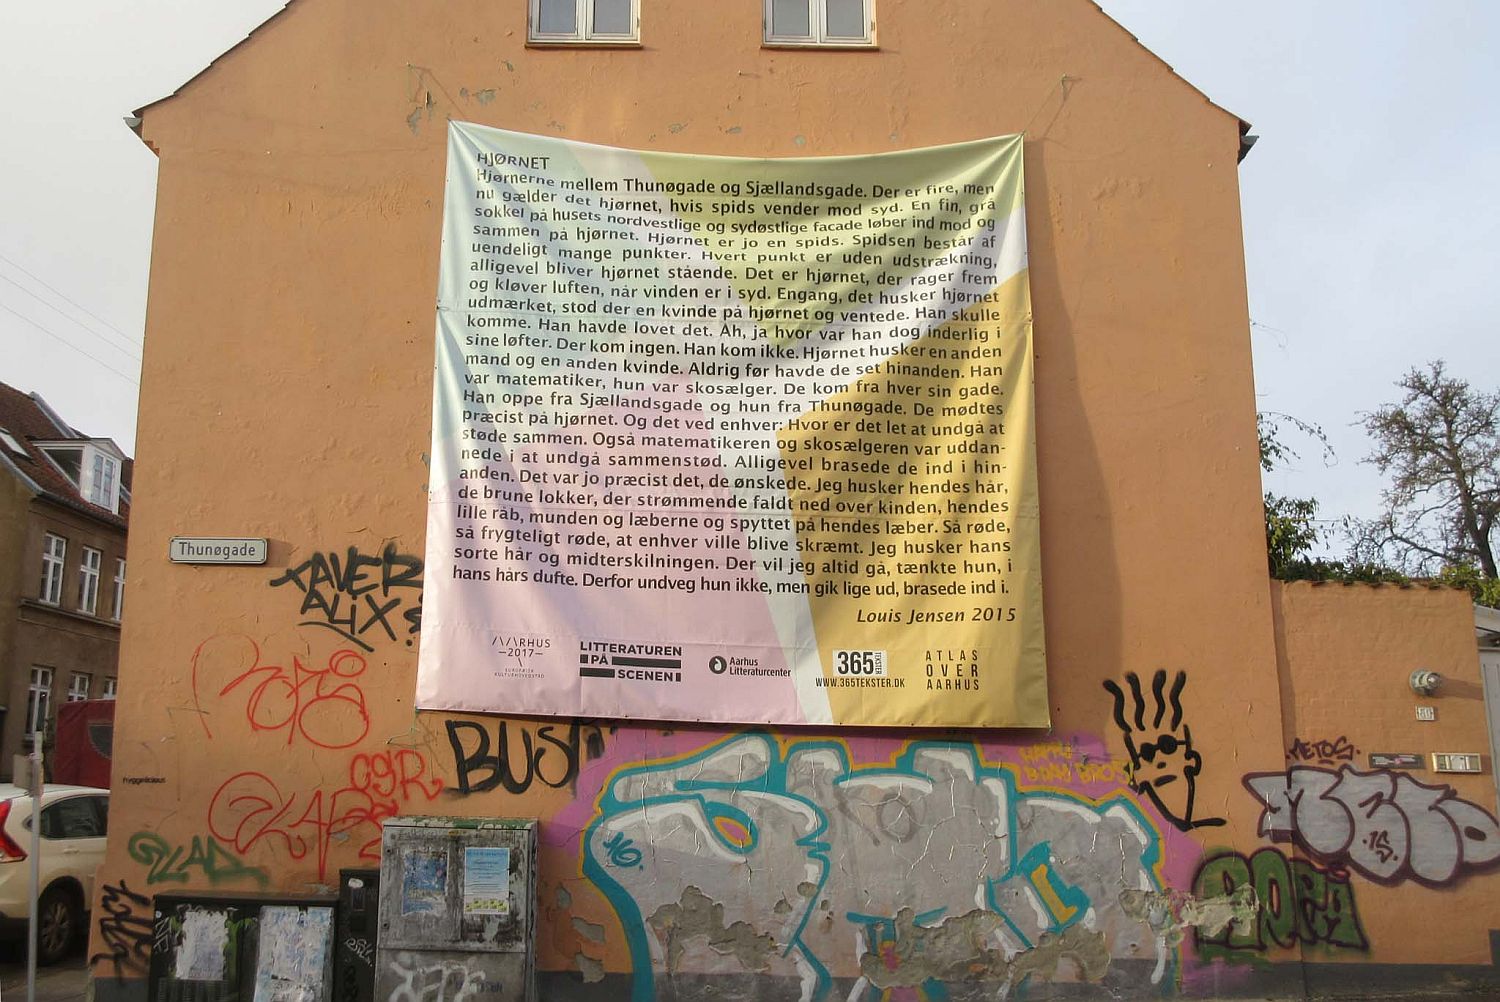 HJØRNET
Hjørnerne mellem Thunøgade og Sjællandsgade. Der er fire, men
nu gælder det hjørnet, hvis spids vender mod syd. En fin, grå
sokkel på husets nordvestlige og sydøstlige facade løber ind mod og
sammen på hjørnet. Hjørnet er jo en spids. Spidsen består af
uendeligt mange punkter. Hvert punkt er uden udstrækning,
alligevel bliver hjørnet stående. Det er hjørnet, der rager frem
og kløver luften, når vinden er i syd. Engang, det husker hjørnet
udmærket, stod der en kvinde på hjørnet og ventede. Han skulle
komme. Han havde lovet det. Åh, ja hvor var han dog inderlig i
sine løfter. Der kom ingen. Han kom ikke. Hjørnet husker en anden
mand og en anden kvinde. Aldrig før havde de set hinanden. Han
var matematiker, hun var skosælger. De kom fra hver sin gade.
Han oppe fra Sjællandsgade og hun fra Thunøgade. De mødtes
præcist på hjørnet. Og det ved enhver: Hvor er det let at undgå at
støde sammen. Også matematikeren og skosælgeren var uddan-
nede i at undgå sammenstød. Alligevel brasede de ind i hin-
anden. Det var jo præcist det, de ønskede. Jeg husker hendes hår,
de brune lokker, der strømmende faldt ned over kinden, hendes
lille råb, munden og læberne og spyttet på hendes læber. Så røde,
så frygteligt røde, at enhver ville blive skræmt. Jeg husker hans
sorte hår og midterskilningen. Der vil jeg altid gå, tænkte hun, i
hans hårs dufte. Derfor undveg hun ikke, men gik lige ud, brasede ind i.
Louis Jensen 2015
AARHUS
—2017—
EUROPÆISK
KULTURHOVEDSTAD
LITTERATUREN
PÅ
SCENEN
Aarhus
Litteraturcenter
365 TEKSTER
WWW.365TEKSTER.DK
ATLAS
OVER
AARHUS
Thunøgade
TAVER
ALIX
BUS
CGR
hyggelicious
GLAD
HAPPY
B-DAY BROS!
METOS